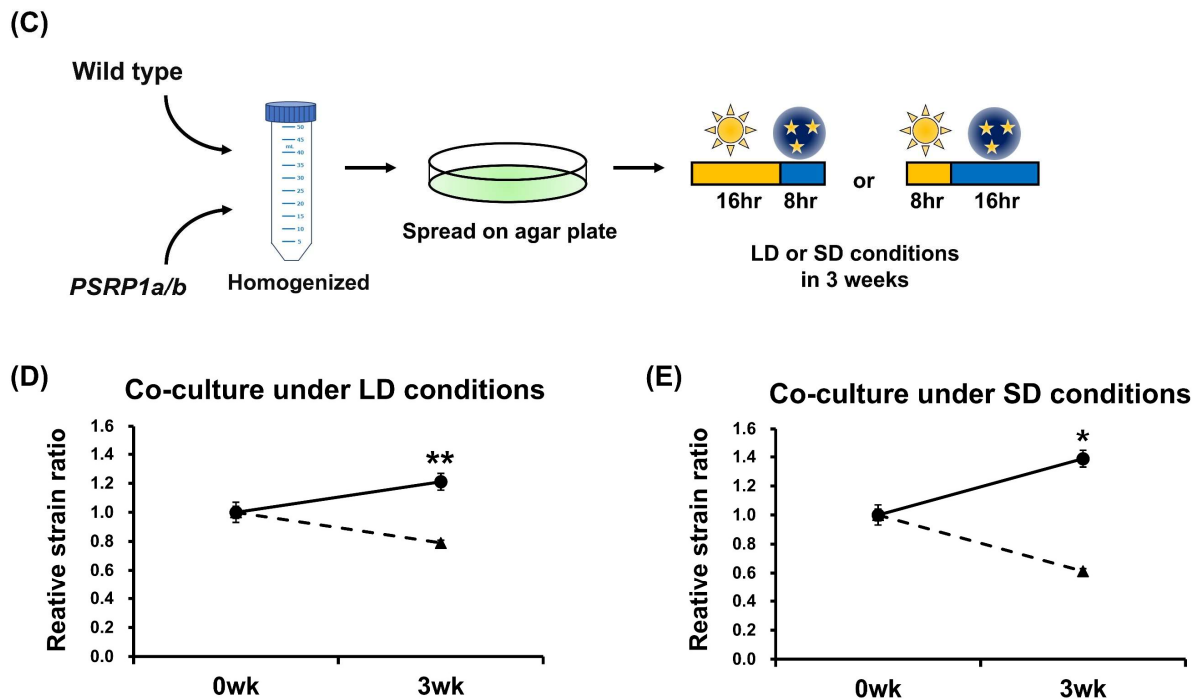 (C)
Wild type
PSRP1a/b
50
45
mL
40
35
30
25
20
15
10
5
Homogenized
Spread on agar plate
16hr 8hr
or
8hr 16hr
LD or SD conditions
in 3 weeks
(D)
Co-culture under LD conditions
Reative strain ratio
1.6
1.4
1.2
1.0
0.8
0.6
0.4
0.2
0.0
**
0wk 3wk
(E)
Co-culture under SD conditions
Reative strain ratio
1.6
1.4
1.2
1.0
0.8
0.6
0.4
0.2
0.0
*
0wk 3wk